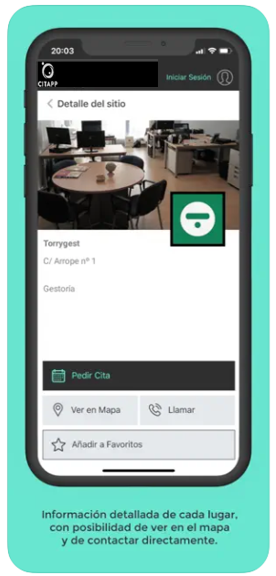 20:03
CITAPP
Iniciar Sesión
Detalle del sitio
Torrygest
C/ Arrope nº 1
Gestoría
Pedir Cita
Ver en Mapa
Llamar
Añadir a Favoritos
Información detallada de cada lugar,
con posibilidad de ver en el mapa
y de contactar directamente.